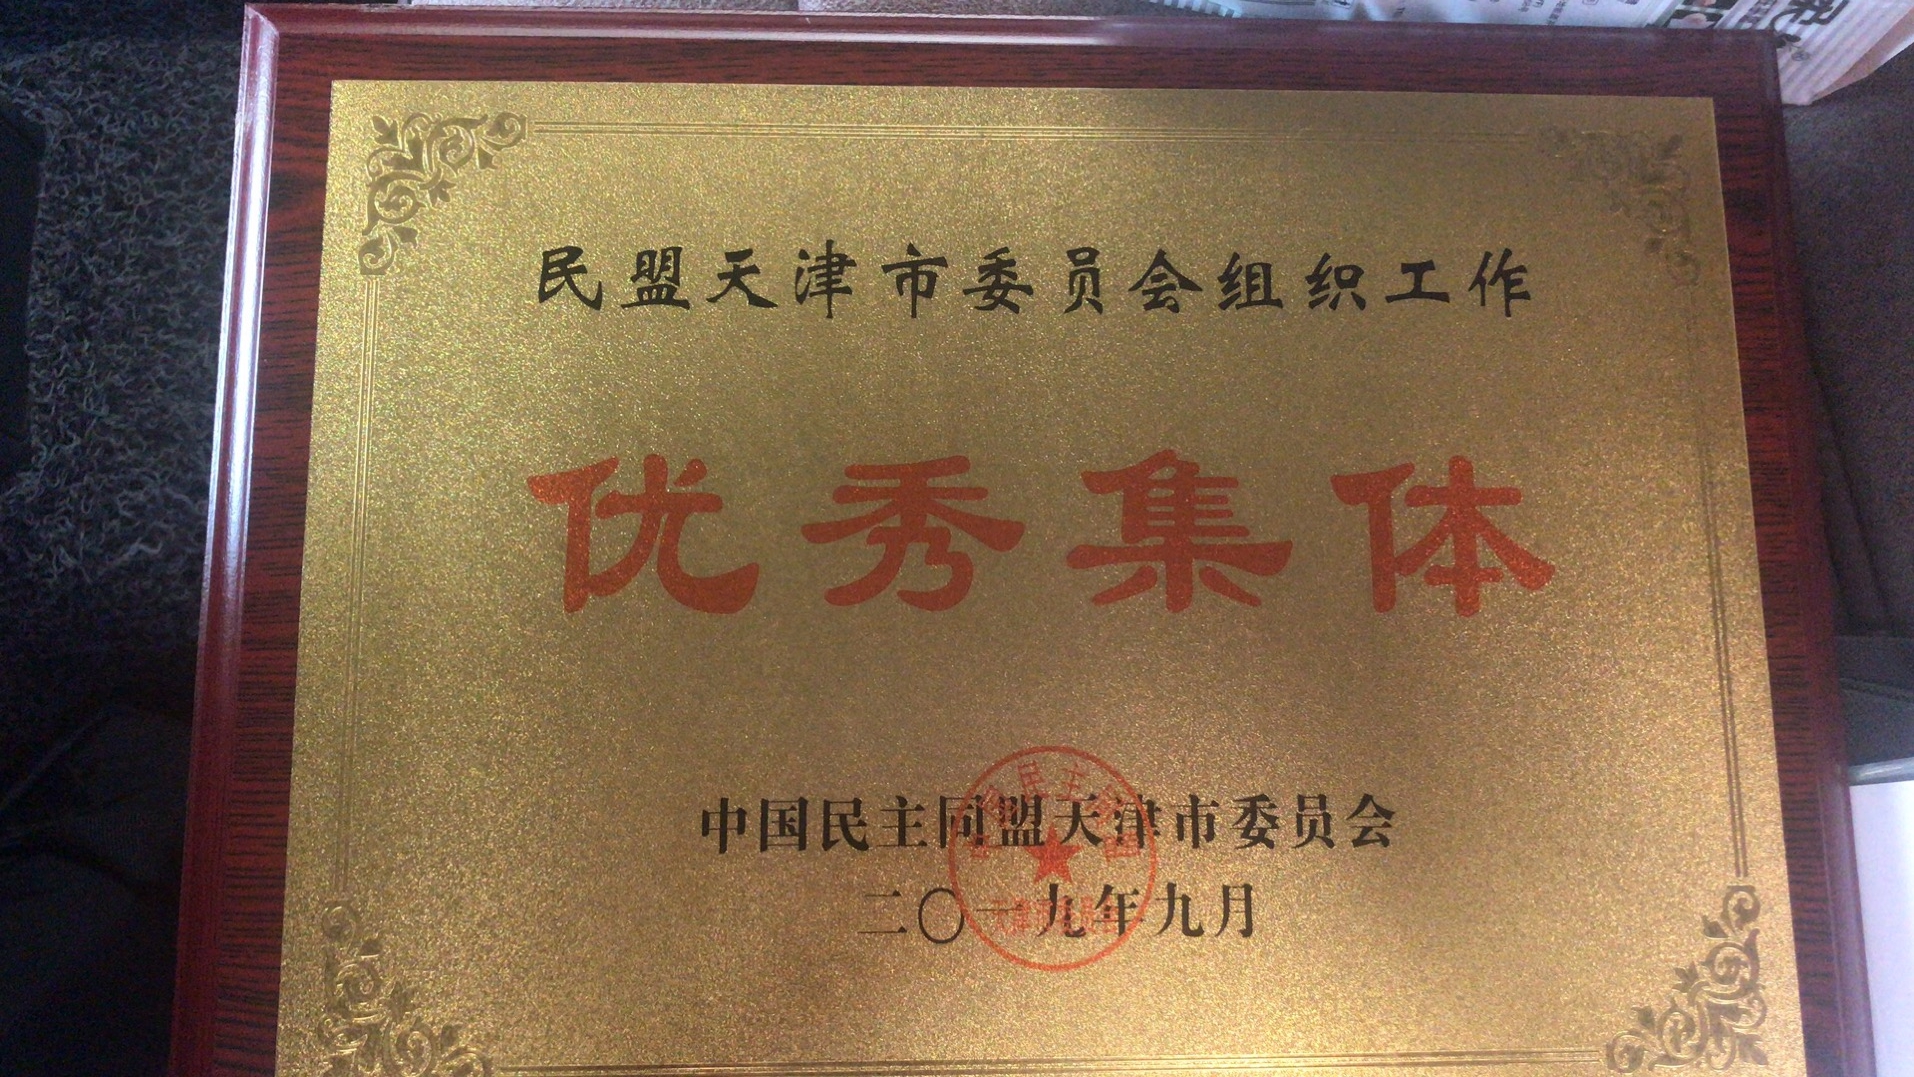 民盟天津市委员会组织工作
优秀集体
中国民主同盟天津市委员会
二〇一九年九月